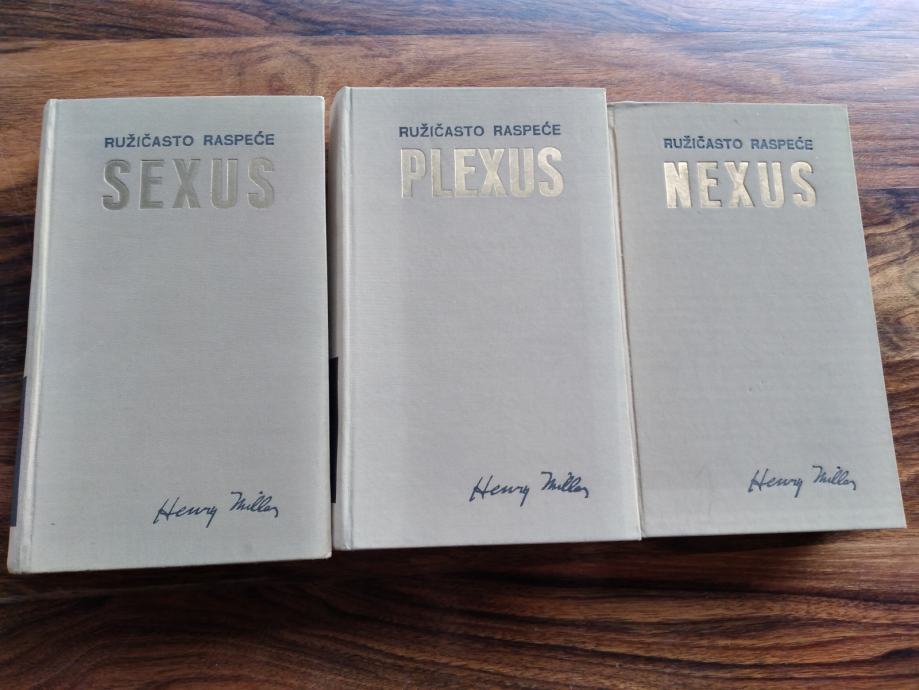 RUŽIČASTO RASPEĆE
SEXUS
Henry Miller
RUŽIČASTO RASPEĆE
PLEXUS
Henry Miller
RUŽIČASTO RASPEĆE
NEXUS
Henry Miller